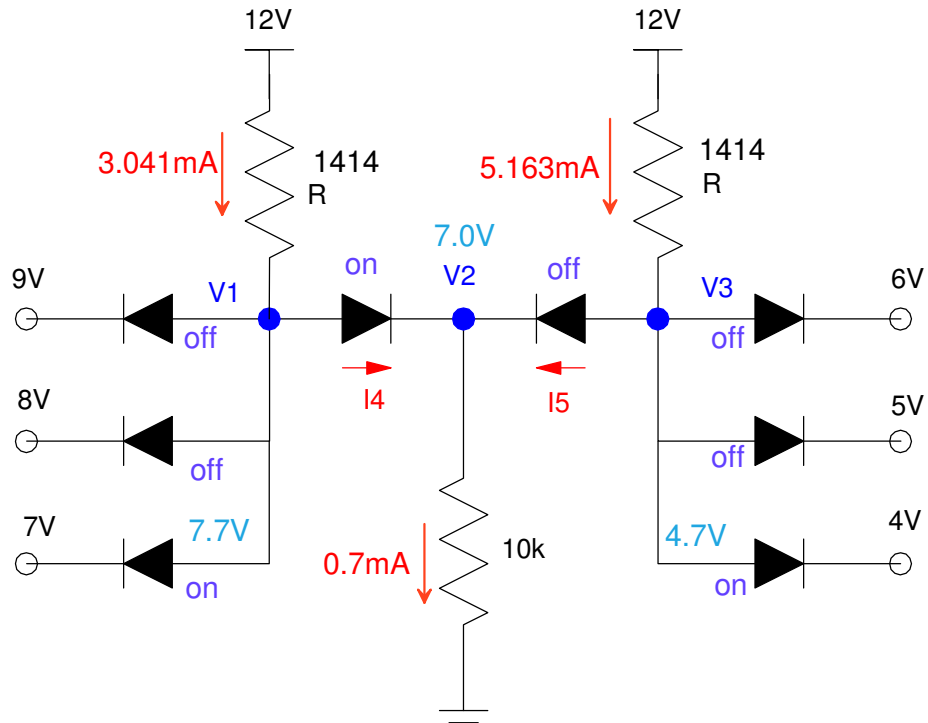 12V
12V
3.041mA
1414
R
5.163mA
1414
R
7.0V
on
V2
off
9V
V1
V3
6V
off
off
I4
I5
8V
5V
off
off
7V
7.7V
4.7V
4V
on
on
0.7mA
10k